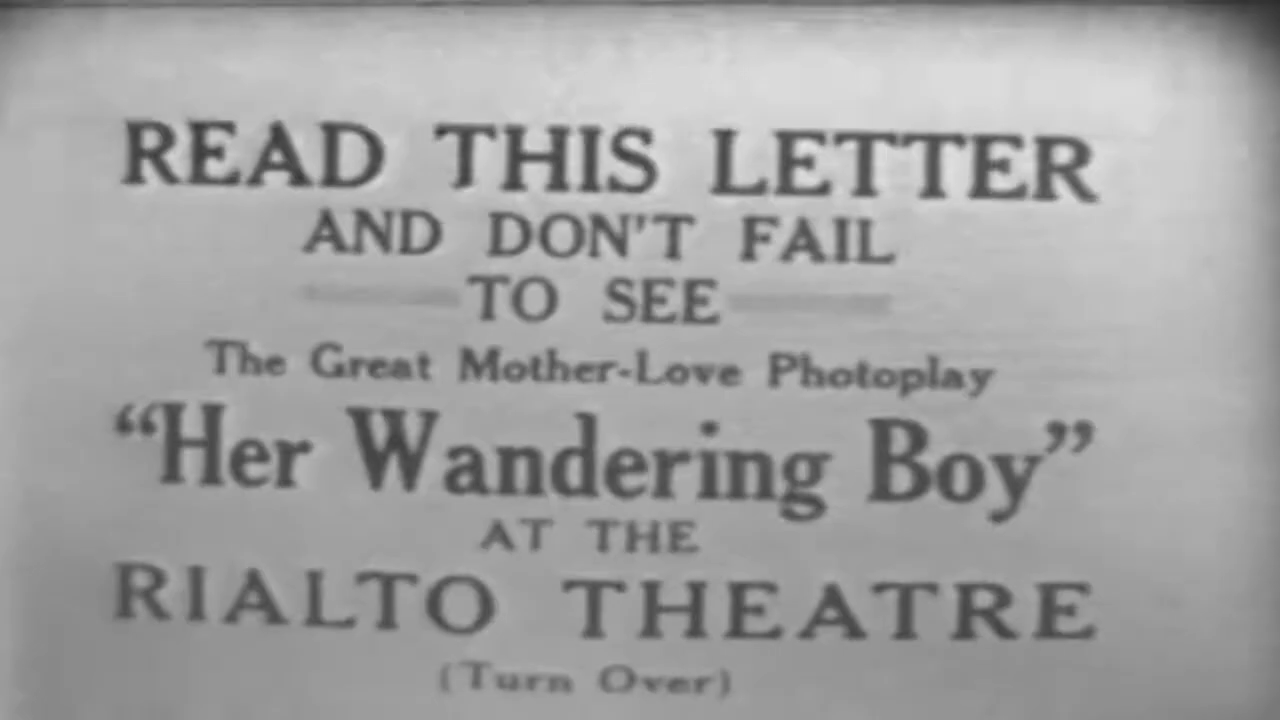 READ THIS LETTER
AND DON'T FAIL
TO SEE
The Great Mother-Love Photoplay
“Her Wandering Boy”
AT THE
RIALTO THEATRE
(Turn Over)